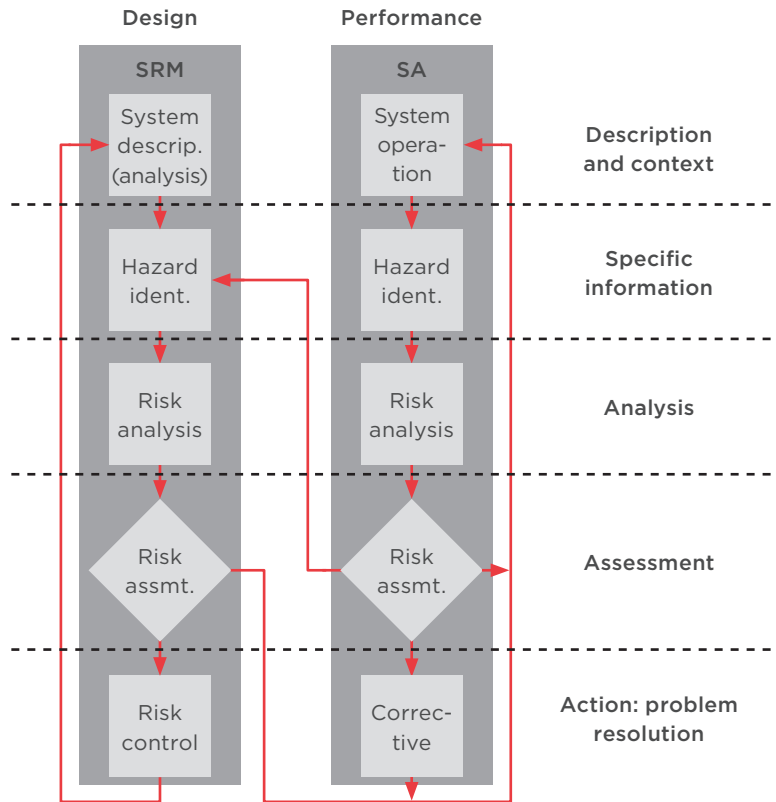 Design
Performance
SRM
SA
System
descrip.
(analysis)
System
opera-
tion
Description
and context
Hazard
ident.
Hazard
ident.
Specific
information
Risk
analysis
Risk
analysis
Analysis
Risk
assmt.
Risk
assmt.
Assessment
Risk
control
Correc-
tive
Action: problem
resolution